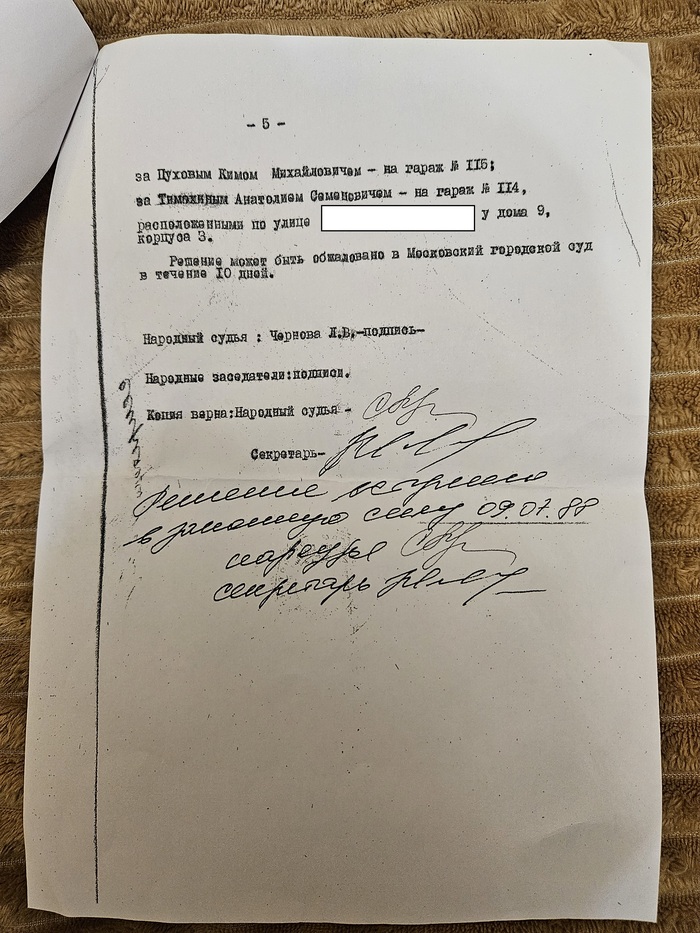 - 5 -
за Цуховым Кимом Михайловичем - на гараж № 115;
за Тимохиным Анатолием Семеновичем - на гараж № 114,
расположенными по улице у дома 9,
корпуса 3.
Решение может быть обжаловано в Московский городской суд
в течение 10 дней.
Народный судья : Чернова Л.В.-подпись-
Народные заседатели:подписи.
Копия верна:Народный судья -
Секретарь-
Решение вступило
в законную силу 09.07.88
нарсудья
секретарь